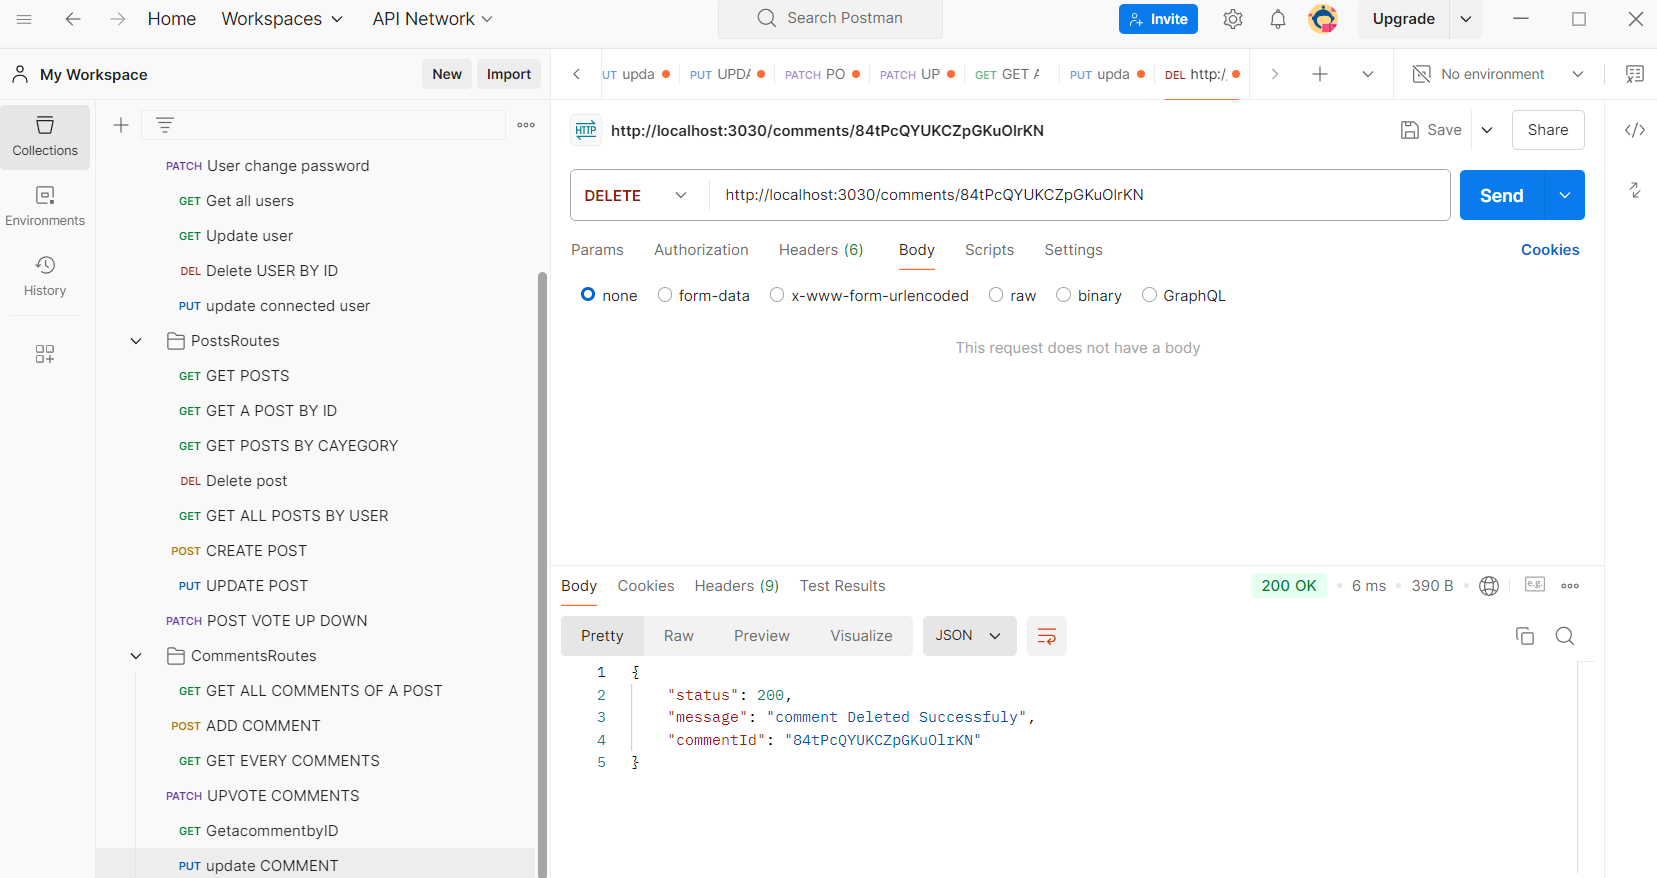 Home Workspaces API Network Search Postman Invite Upgrade
My Workspace New Import
UT upda PUT UPDA PATCH PO PATCH UP GET GET A PUT upda DEL http:/ No environment
Collections
Environments
History
PATCH User change password
GET Get all users
GET Update user
DEL Delete USER BY ID
PUT update connected user
PostsRoutes
GET GET POSTS
GET GET A POST BY ID
GET GET POSTS BY CAYEGORY
DEL Delete post
GET GET ALL POSTS BY USER
POST CREATE POST
PUT UPDATE POST
PATCH POST VOTE UP DOWN
CommentsRoutes
GET GET ALL COMMENTS OF A POST
POST ADD COMMENT
GET GET EVERY COMMENTS
PATCH UPVOTE COMMENTS
GET GetacommentbyID
PUT update COMMENT
HTTP http://localhost:3030/comments/84tPcQYUKCZpGKuOlrKN Save Share
DELETE http://localhost:3030/comments/84tPcQYUKCZpGKuOlrKN Send
Params Authorization Headers (6) Body Scripts Settings Cookies
none form-data x-www-form-urlencoded raw binary GraphQL
This request does not have a body
Body Cookies Headers (9) Test Results 200 OK 6 ms 390 B e.g.
Pretty Raw Preview Visualize JSON
1 {
2 "status": 200,
3 "message": "comment Deleted Successfuly",
4 "commentId": "84tPcQYUKCZpGKuOlrKN"
5 }